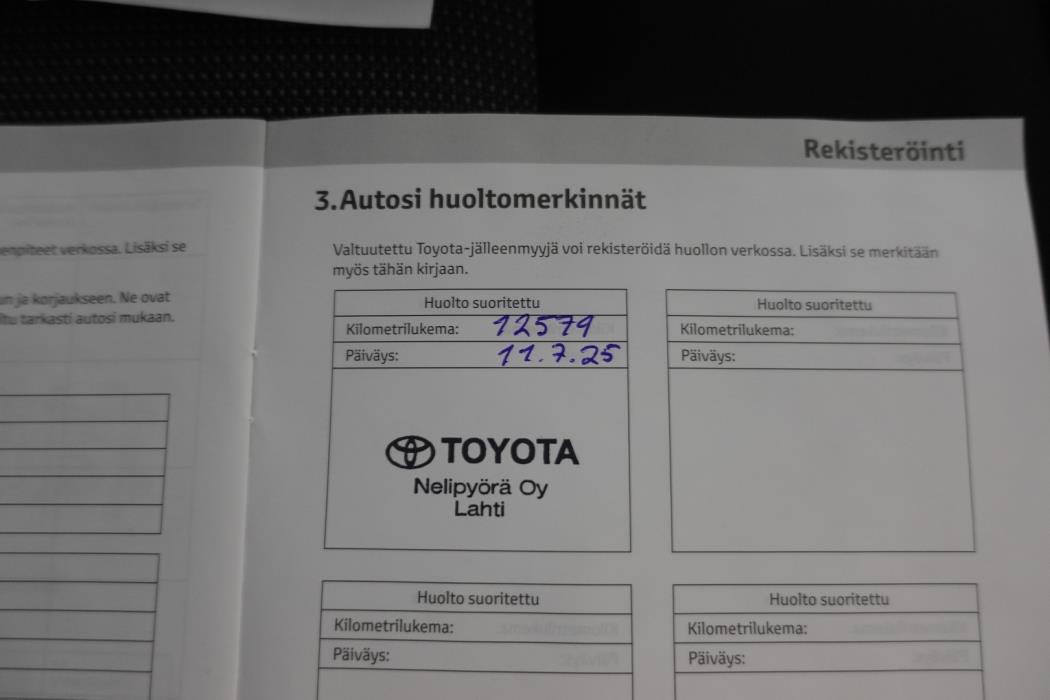 enpiteet verkossa. Lisäksi se
un ja korjaukseen. Ne ovat
tu tarkasti autosi mukaan.
Rekisteröinti
3.Autosi huoltomerkinnät
Valtuutettu Toyota-jälleenmyyjä voi rekisteröidä huollon verkossa. Lisäksi se merkitään
myös tähän kirjaan.
Huolto suoritettu
Kilometrilukema: 12579
Päiväys: 11.7.25
TOYOTA
Nelipyörä Oy
Lahti
Huolto suoritettu
Kilometrilukema:
Päiväys:
Huolto suoritettu
Kilometrilukema:
Päiväys:
Huolto suoritettu
Kilometrilukema:
Päiväys: